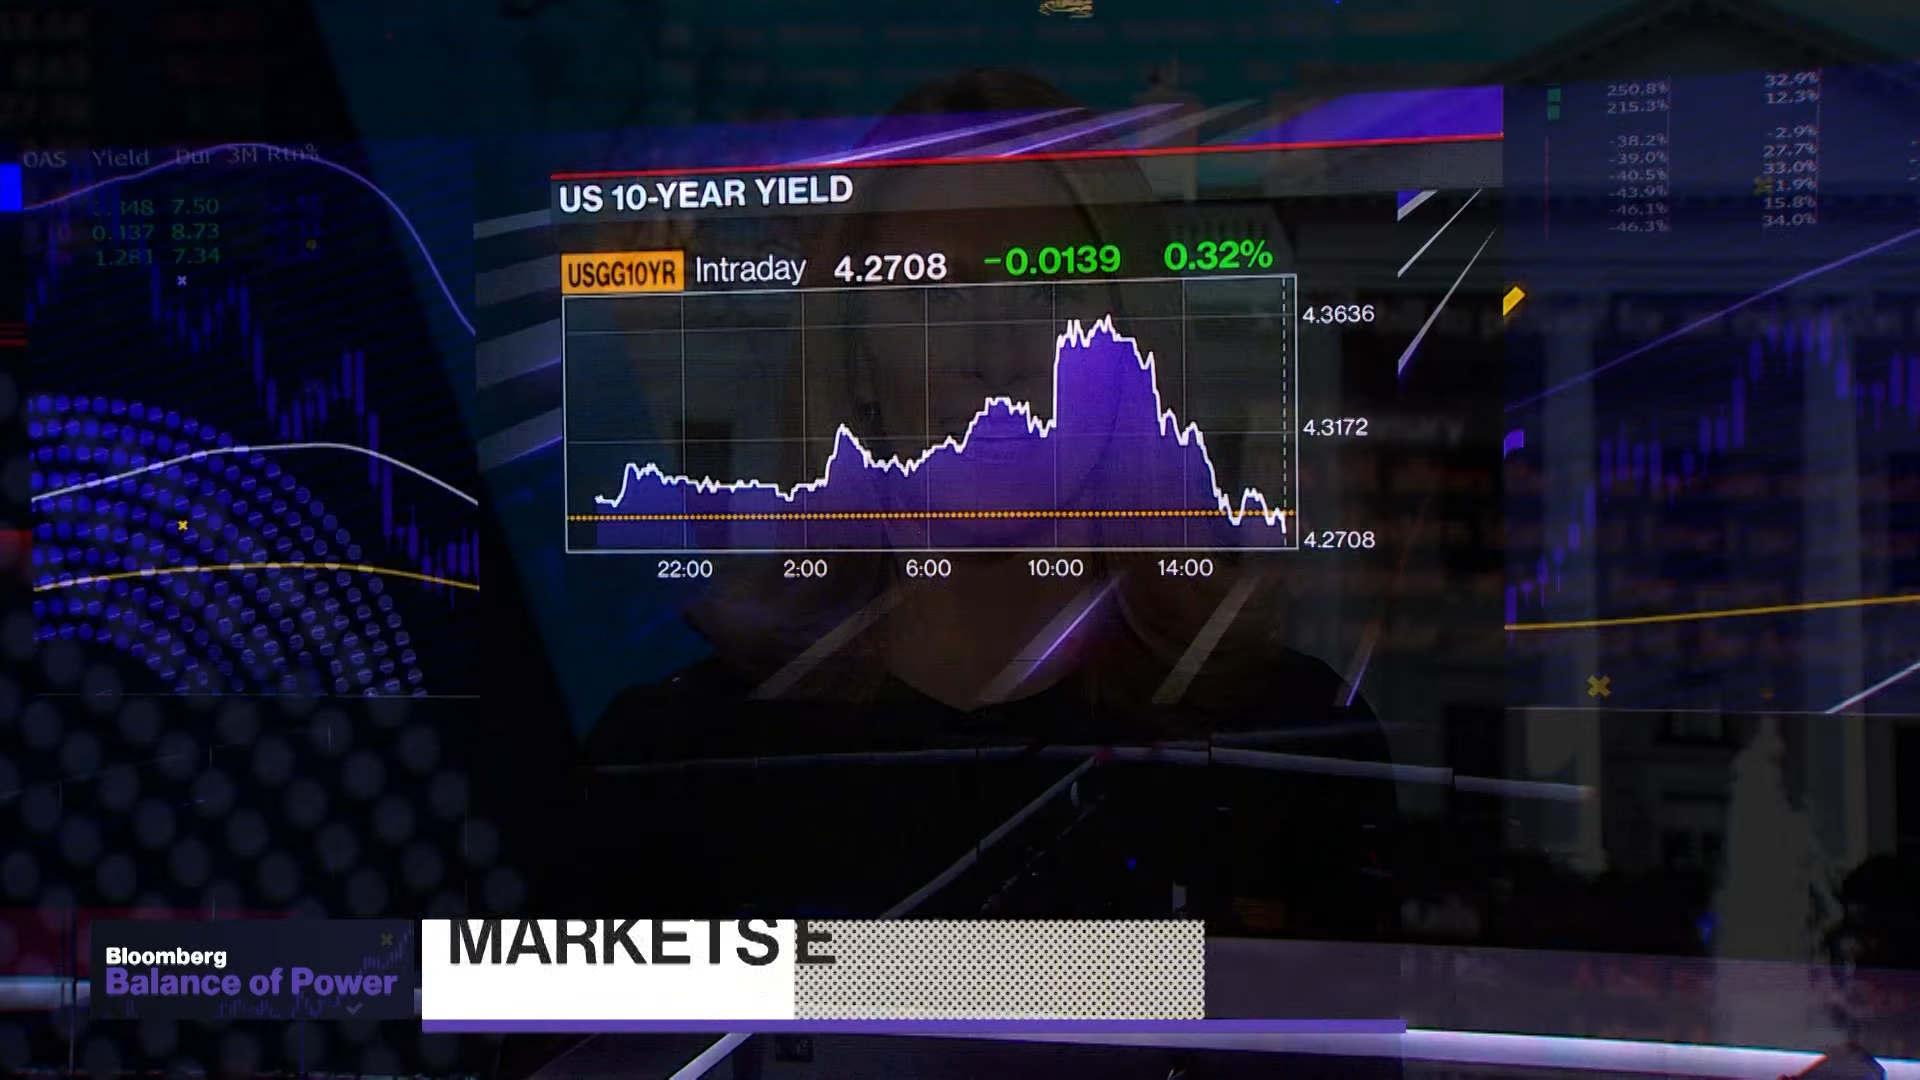 OAS Yield Dur 3M Rtn%
7.50
0.137 8.73
1.281 7.34
US 10-YEAR YIELD
USGG10YR Intraday 4.2708 -0.0139 0.32%
4.3636
4.3172
4.2708
22:00 2:00 6:00 10:00 14:00
250.8% 32.9%
215.3% 12.3%
-38.2% -2.9%
-39.0% 27.7%
-40.5% 33.0%
-43.9% 1.9%
-46.1% 15.8%
-46.3% 34.0%
Bloomberg
Balance of Power
MARKETS E